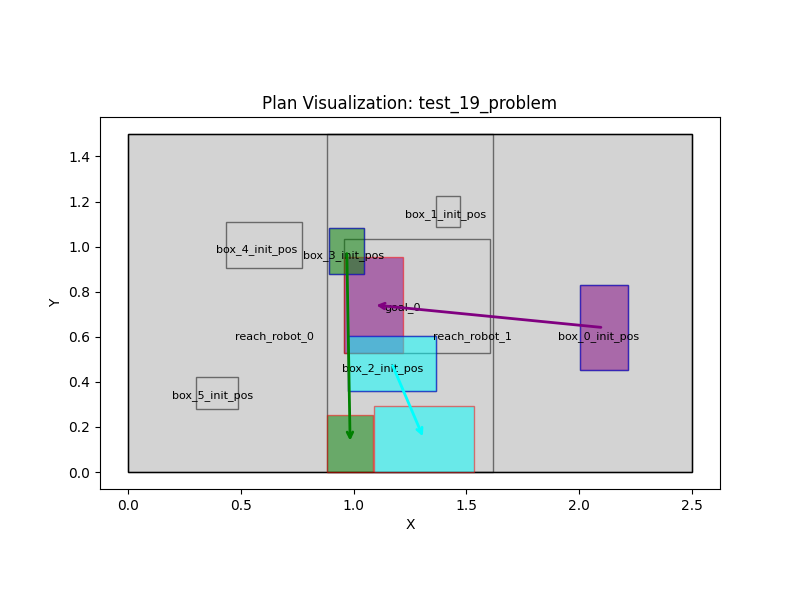 Plan Visualization: test_19_problem
Y
1.4
1.2
1.0
0.8
0.6
0.4
0.2
0.0
box_1_init_pos
box_4_init_pos
box_3_init_pos
goal_0
reach_robot_0
reach_robot_1
box_0_init_pos
box_2_init_pos
box_5_init_pos
0.0
0.5
1.0
1.5
2.0
2.5
X